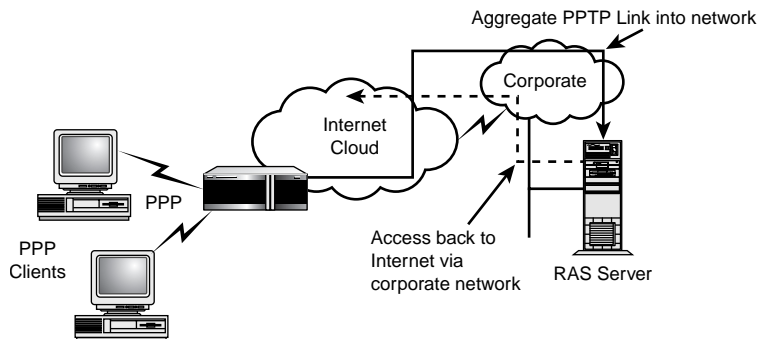 Aggregate PPTP Link into network
Corporate
Internet
Cloud
PPP
PPP
Clients
Access back to
Internet via
corporate network
RAS Server